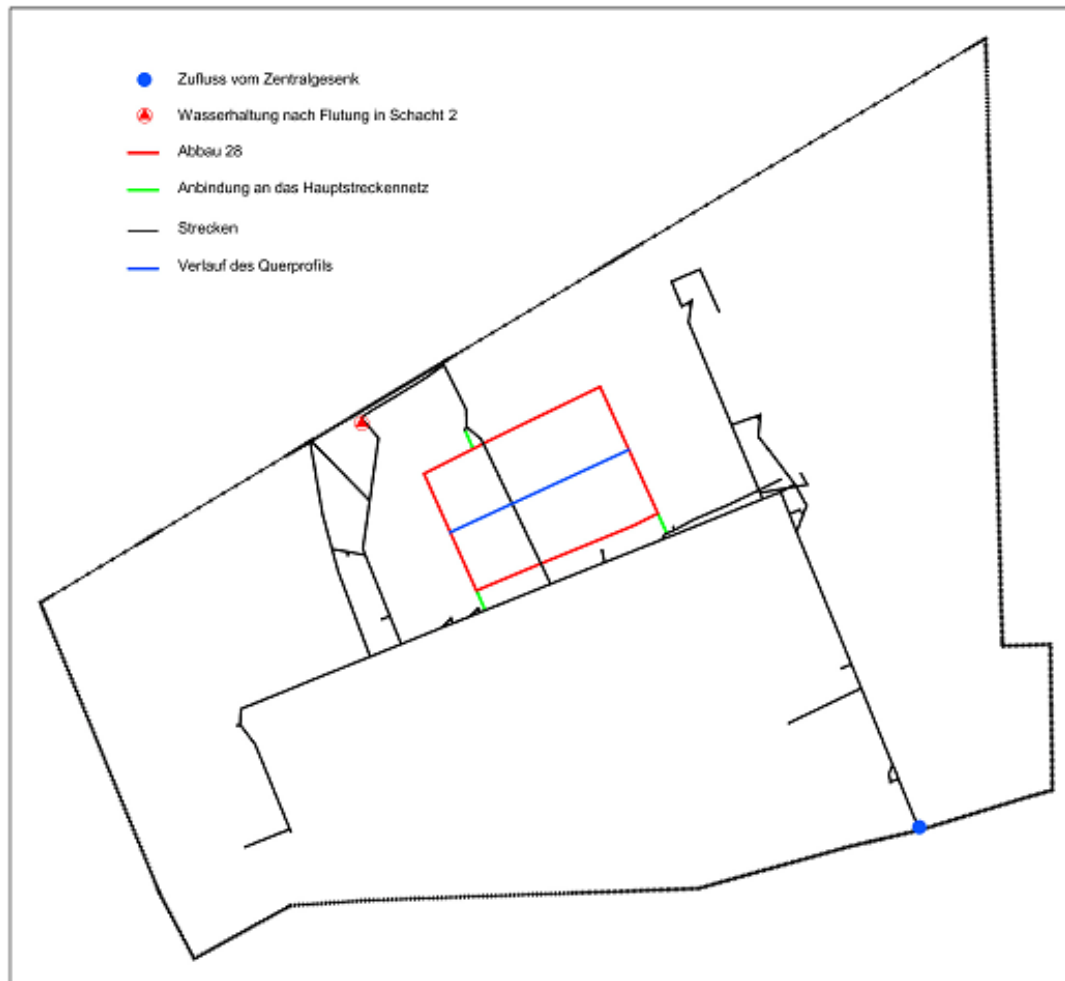 Zufluss vom Zentralgesenk
Wasserhaltung nach Flutung in Schacht 2
Abbau 28
Anbindung an das Hauptstreckennetz
Strecken
Verlauf des Querprofils